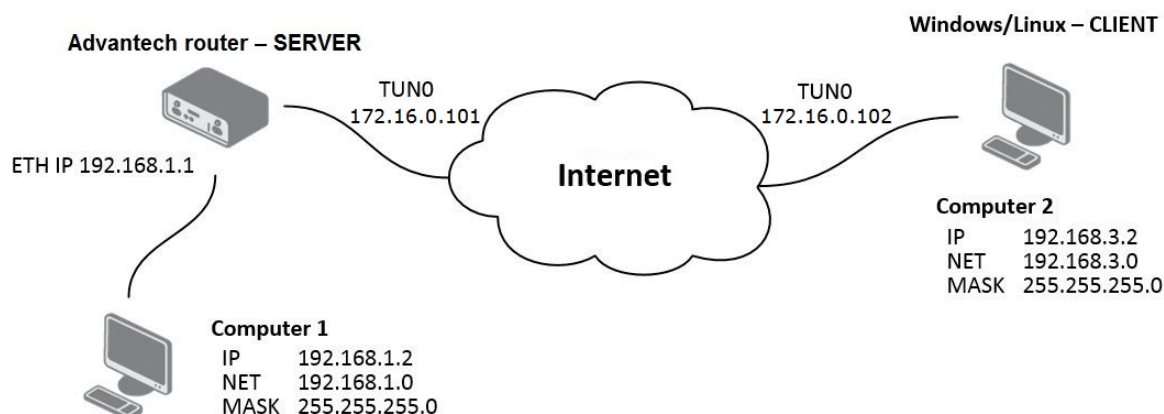 Advantech router – SERVER
Windows/Linux – CLIENT
TUN0
172.16.0.101
TUN0
172.16.0.102
ETH IP 192.168.1.1
Internet
Computer 2
IP 192.168.3.2
NET 192.168.3.0
MASK 255.255.255.0
Computer 1
IP 192.168.1.2
NET 192.168.1.0
MASK 255.255.255.0